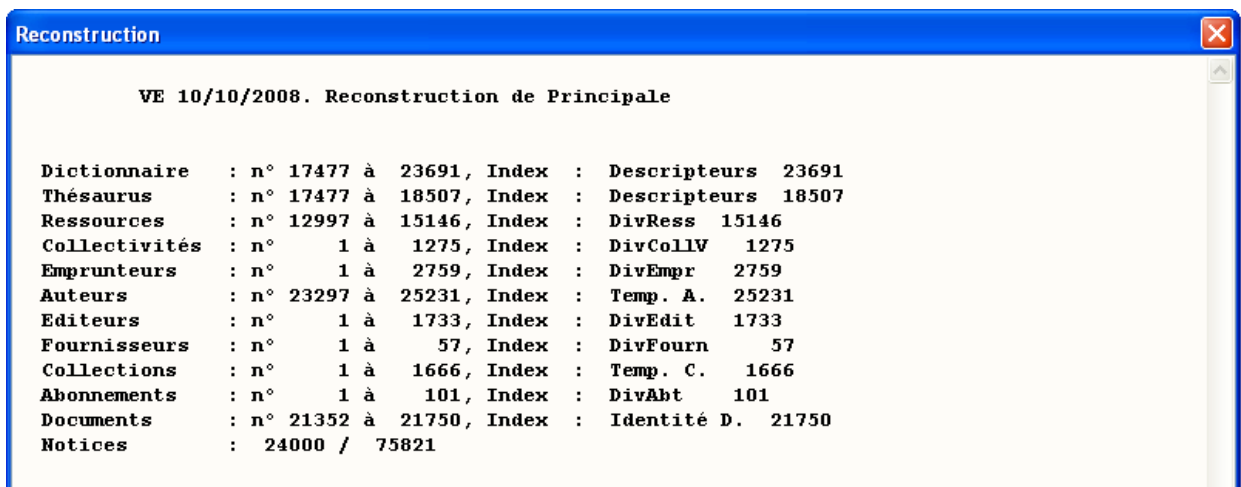 Reconstruction
VE 10/10/2008. Reconstruction de Principale
Dictionnaire : n° 17477 à 23691, Index : Descripteurs 23691
Thésaurus : n° 17477 à 18507, Index : Descripteurs 18507
Ressources : n° 12997 à 15146, Index : DivRess 15146
Collectivités : n° 1 à 1275, Index : DivCollV 1275
Emprunteurs : n° 1 à 2759, Index : DivEmpr 2759
Auteurs : n° 23297 à 25231, Index : Temp. A. 25231
Editeurs : n° 1 à 1733, Index : DivEdit 1733
Fournisseurs : n° 1 à 57, Index : DivFourn 57
Collections : n° 1 à 1666, Index : Temp. C. 1666
Abonnements : n° 1 à 101, Index : DivAbt 101
Documents : n° 21352 à 21750, Index : Identité D. 21750
Notices : 24000 / 75821